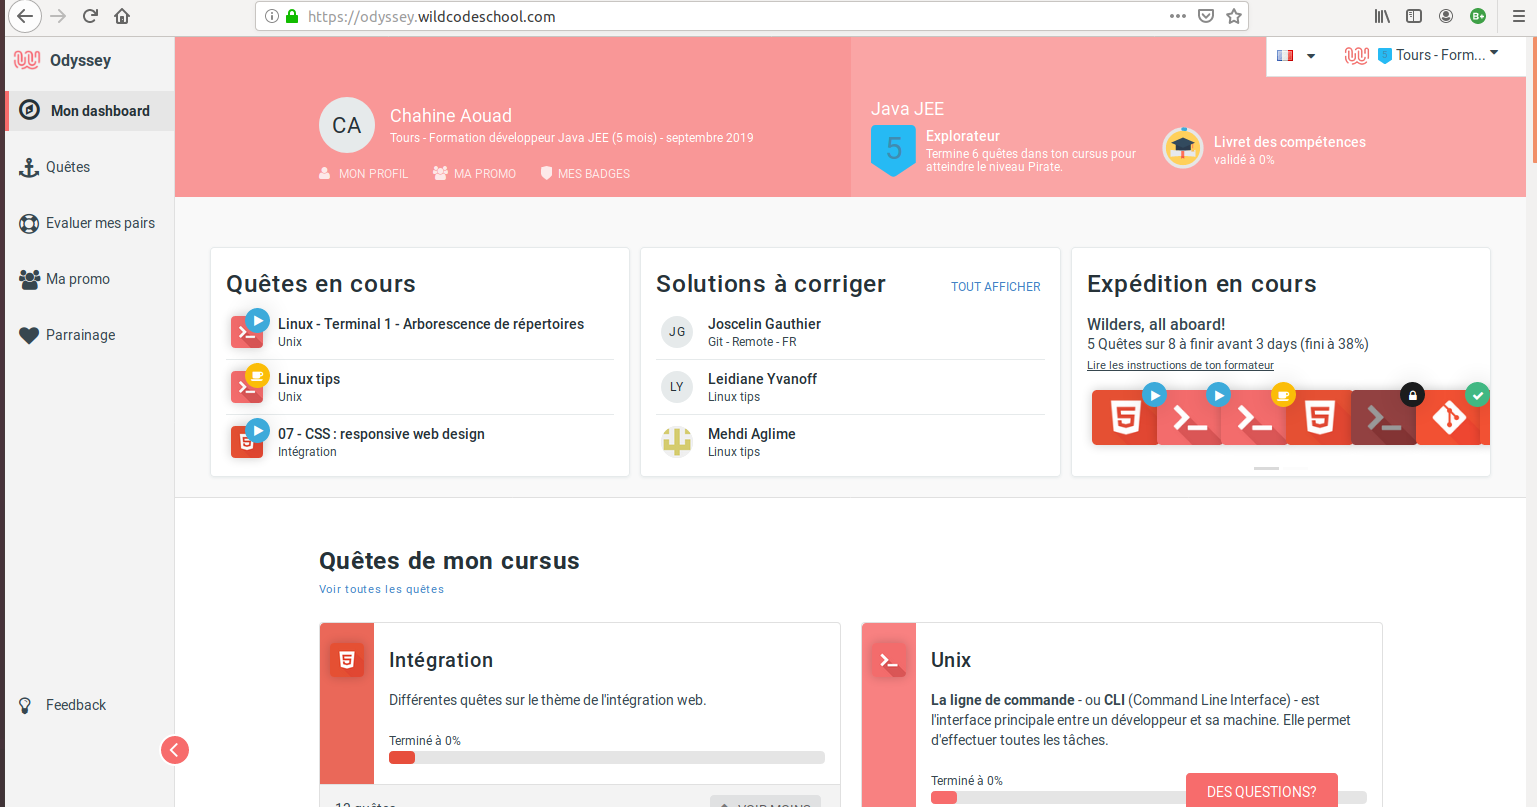 https://odyssey.wildcodeschool.com
Odyssey
Mon dashboard
Quêtes
Evaluer mes pairs
Ma promo
Parrainage
Feedback
Tours - Form...
CA
Chahine Aouad
Tours - Formation développeur Java JEE (5 mois) - septembre 2019
MON PROFIL
MA PROMO
MES BADGES
Java JEE
5
Explorateur
Termine 6 quêtes dans ton cursus pour
atteindre le niveau Pirate.
Livret des compétences
validé à 0%
Quêtes en cours
Linux - Terminal 1 - Arborescence de répertoires
Unix
Linux tips
Unix
07 - CSS : responsive web design
Intégration
Solutions à corriger
TOUT AFFICHER
JG
Joscelin Gauthier
Git - Remote - FR
LY
Leidiane Yvanoff
Linux tips
Mehdi Aglime
Linux tips
Expédition en cours
Wilders, all aboard!
5 Quêtes sur 8 à finir avant 3 days (fini à 38%)
Lire les instructions de ton formateur
Quêtes de mon cursus
Voir toutes les quêtes
Intégration
Différentes quêtes sur le thème de l'intégration web.
Terminé à 0%
12 quêtes
VOIR MOINS
Unix
La ligne de commande - ou CLI (Command Line Interface) - est
l'interface principale entre un développeur et sa machine. Elle permet
d'effectuer toutes les tâches.
Terminé à 0%
DES QUESTIONS?